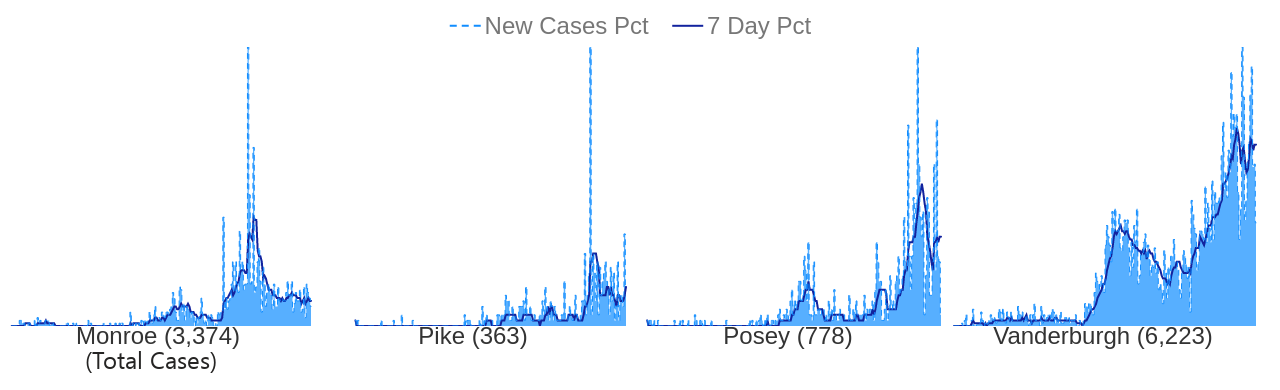 New Cases Pct 7 Day Pct
Monroe (3,374) Pike (363) Posey (778) Vanderburgh (6,223)
(Total Cases)